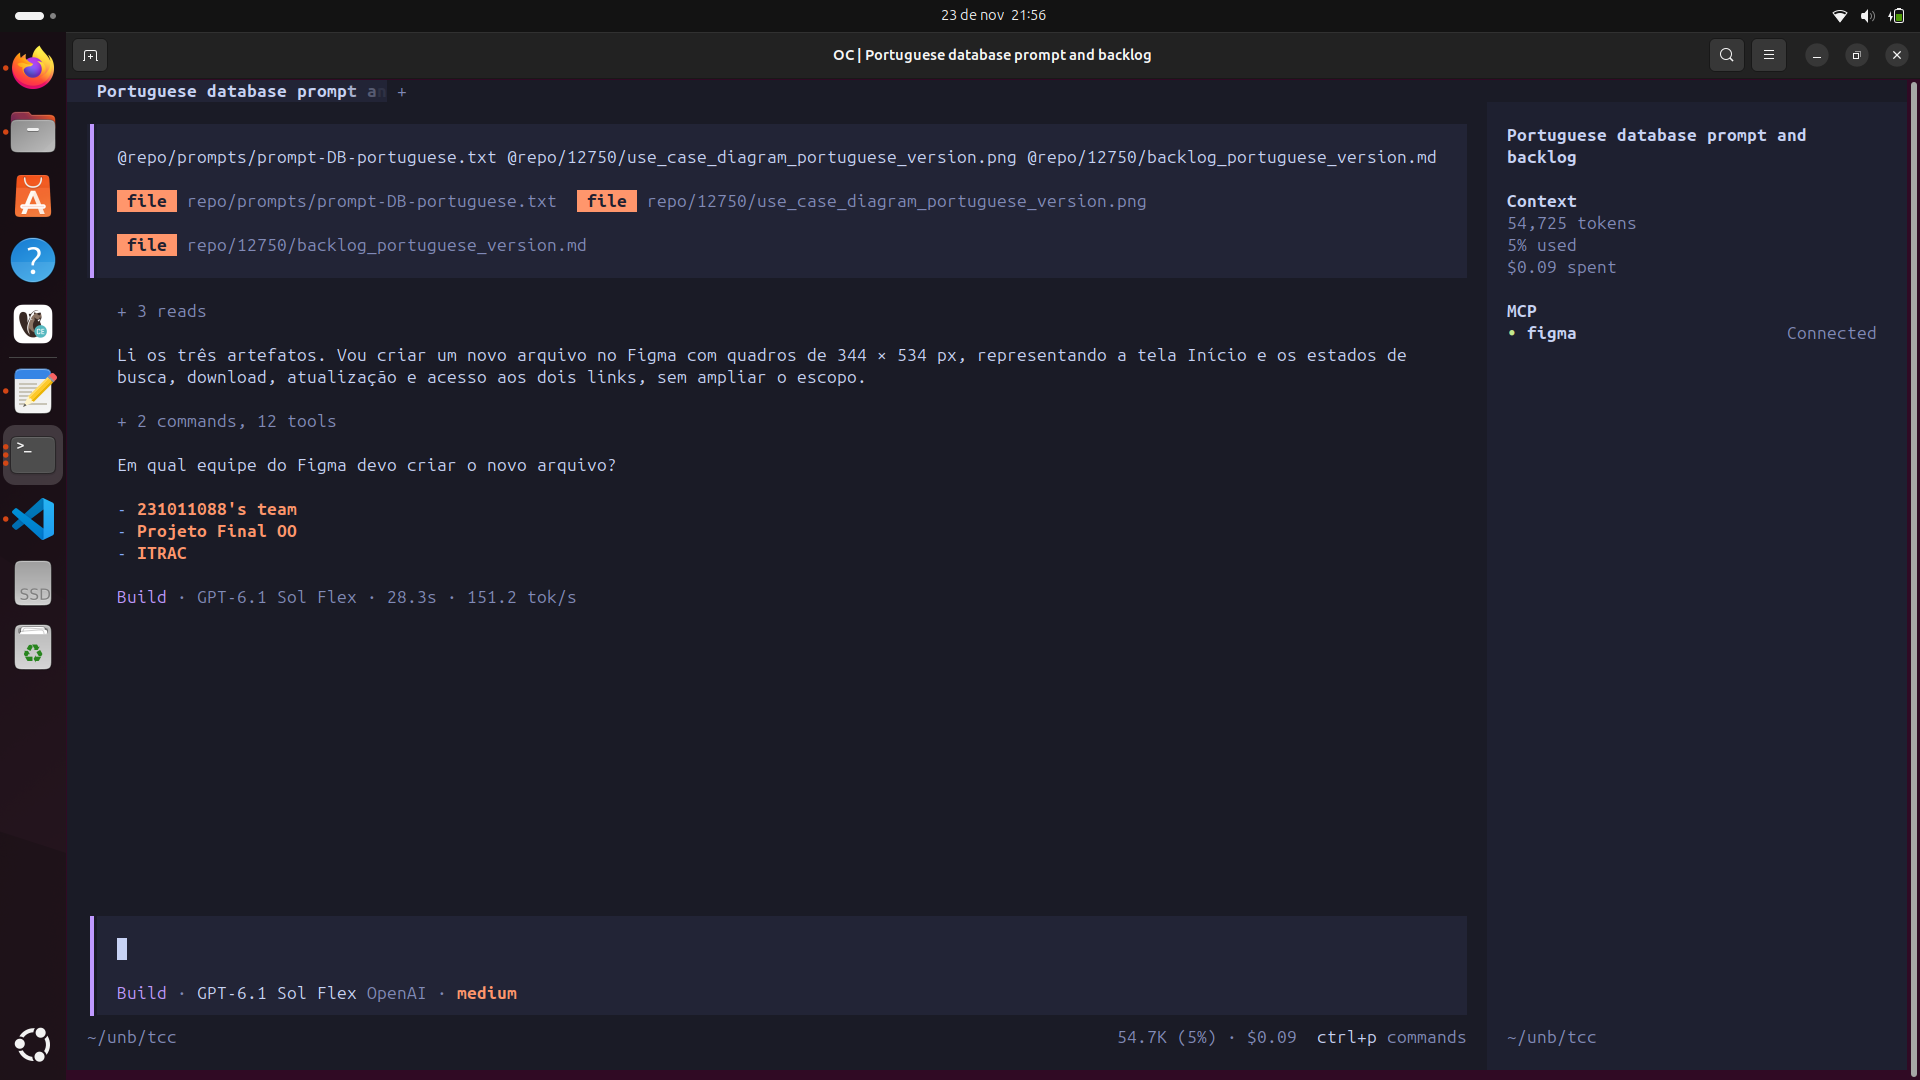 23 de nov 21:56
OC | Portuguese database prompt and backlog
Portuguese database prompt an +
@repo/prompts/prompt-DB-portuguese.txt @repo/12750/use_case_diagram_portuguese_version.png @repo/12750/backlog_portuguese_version.md
file repo/prompts/prompt-DB-portuguese.txt file repo/12750/use_case_diagram_portuguese_version.png
file repo/12750/backlog_portuguese_version.md
+ 3 reads
Li os três artefatos. Vou criar um novo arquivo no Figma com quadros de 344 × 534 px, representando a tela Início e os estados de
busca, download, atualização e acesso aos dois links, sem ampliar o escopo.
+ 2 commands, 12 tools
Em qual equipe do Figma devo criar o novo arquivo?
- 231011088's team
- Projeto Final OO
- ITRAC
Build · GPT-6.1 Sol Flex · 28.3s · 151.2 tok/s
Build · GPT-6.1 Sol Flex OpenAI · medium
~/unb/tcc
54.7K (5%) · $0.09 ctrl+p commands
Portuguese database prompt and
backlog
Context
54,725 tokens
5% used
$0.09 spent
MCP
• figma Connected
~/unb/tcc
SSD